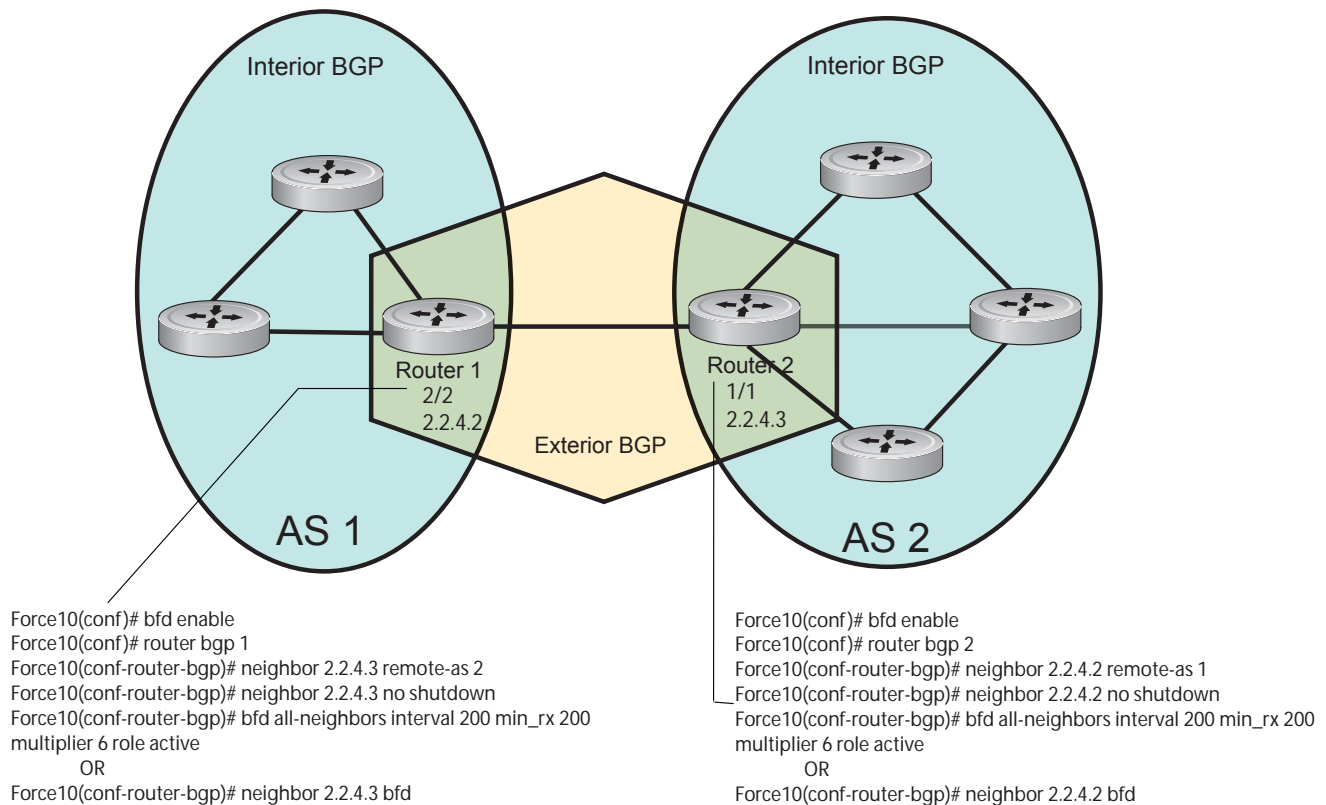 Interior BGP
Interior BGP
Router 1
2/2
2.2.4.2
Router 2
1/1
2.2.4.3
Exterior BGP
AS 1
AS 2
Force10(conf)# bfd enable
Force10(conf)# router bgp 1
Force10(conf-router-bgp)# neighbor 2.2.4.3 remote-as 2
Force10(conf-router-bgp)# neighbor 2.2.4.3 no shutdown
Force10(conf-router-bgp)# bfd all-neighbors interval 200 min_rx 200
multiplier 6 role active
OR
Force10(conf-router-bgp)# neighbor 2.2.4.3 bfd
Force10(conf)# bfd enable
Force10(conf)# router bgp 2
Force10(conf-router-bgp)# neighbor 2.2.4.2 remote-as 1
Force10(conf-router-bgp)# neighbor 2.2.4.2 no shutdown
Force10(conf-router-bgp)# bfd all-neighbors interval 200 min_rx 200
multiplier 6 role active
OR
Force10(conf-router-bgp)# neighbor 2.2.4.2 bfd